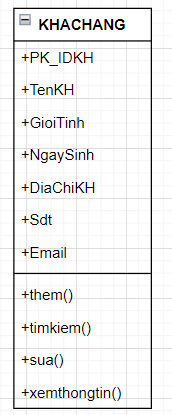 KHACHANG
+PK_IDKH
+TenKH
+GioiTinh
+NgaySinh
+DiaChiKH
+Sdt
+Email
+them()
+timkiem()
+sua()
+xemthongtin()